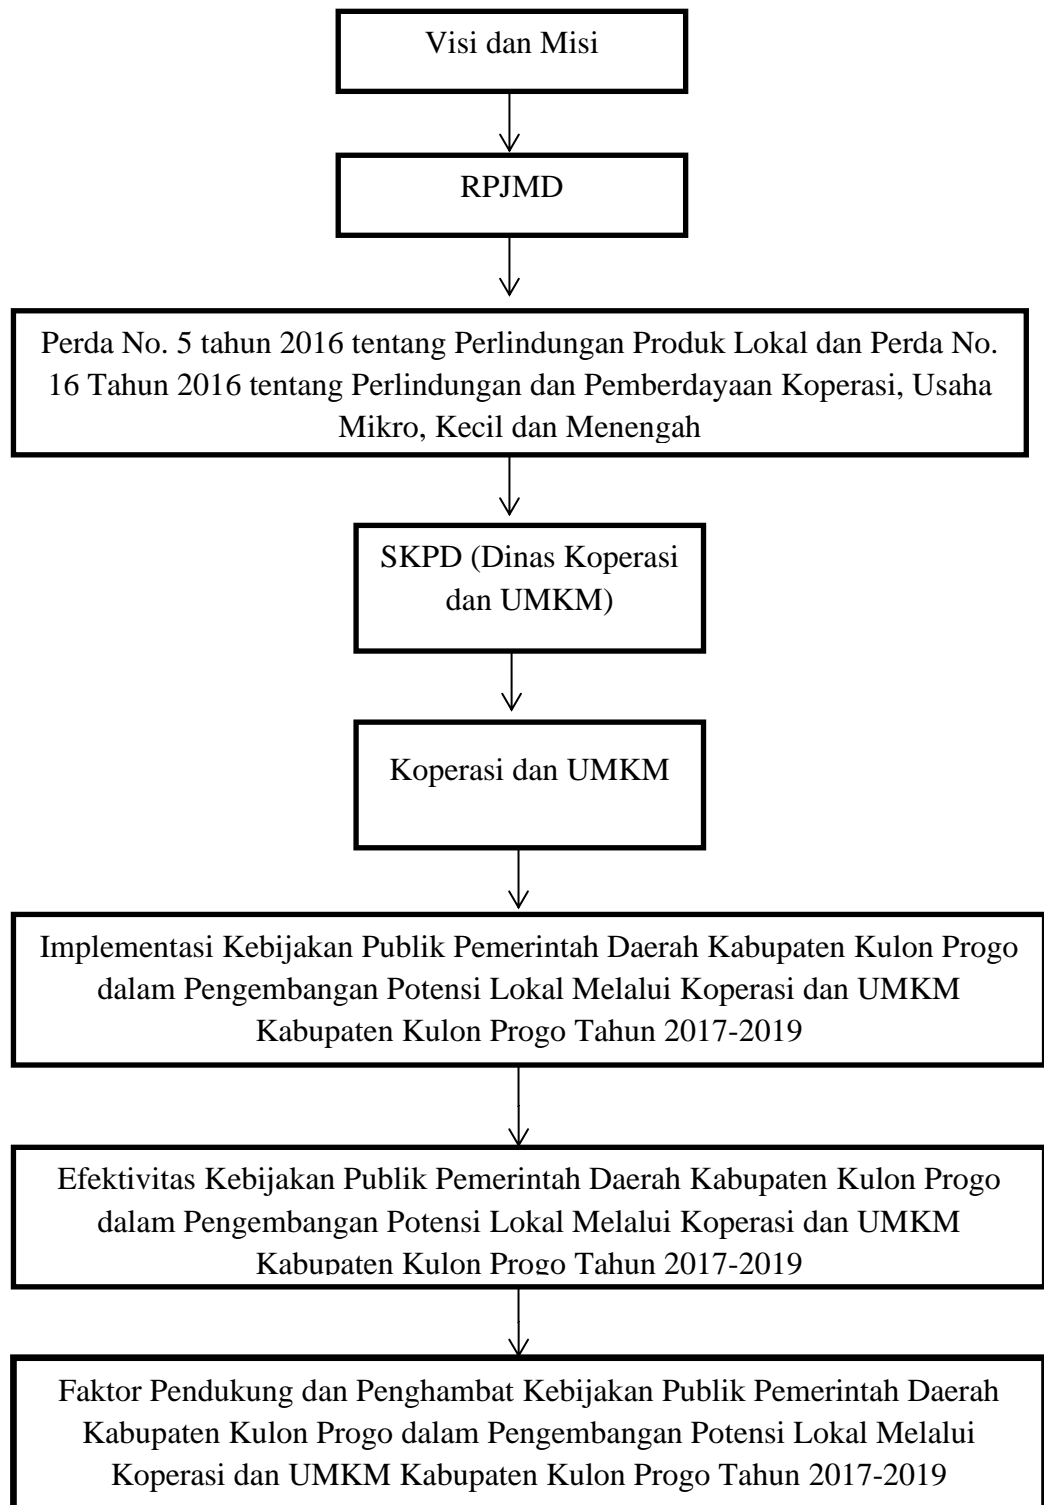 Visi dan Misi
RPJMD
Perda No. 5 tahun 2016 tentang Perlindungan Produk Lokal dan Perda No.
16 Tahun 2016 tentang Perlindungan dan Pemberdayaan Koperasi, Usaha
Mikro, Kecil dan Menengah
SKPD (Dinas Koperasi
dan UMKM)
Koperasi dan UMKM
Implementasi Kebijakan Publik Pemerintah Daerah Kabupaten Kulon Progo
dalam Pengembangan Potensi Lokal Melalui Koperasi dan UMKM
Kabupaten Kulon Progo Tahun 2017-2019
Efektivitas Kebijakan Publik Pemerintah Daerah Kabupaten Kulon Progo
dalam Pengembangan Potensi Lokal Melalui Koperasi dan UMKM
Kabupaten Kulon Progo Tahun 2017-2019
Faktor Pendukung dan Penghambat Kebijakan Publik Pemerintah Daerah
Kabupaten Kulon Progo dalam Pengembangan Potensi Lokal Melalui
Koperasi dan UMKM Kabupaten Kulon Progo Tahun 2017-2019